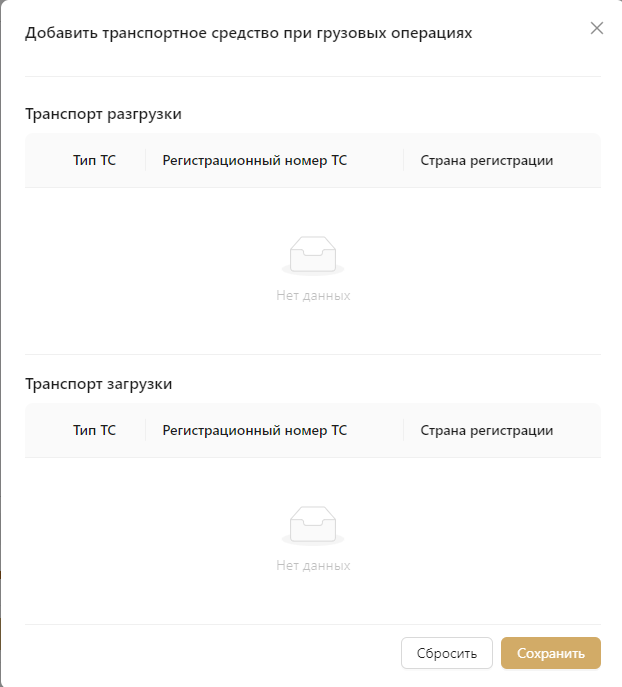 Добавить транспортное средство при грузовых операциях
Транспорт разгрузки
Тип ТС Регистрационный номер ТС Страна регистрации
Нет данных
Транспорт загрузки
Тип ТС Регистрационный номер ТС Страна регистрации
Нет данных
Сбросить Сохранить